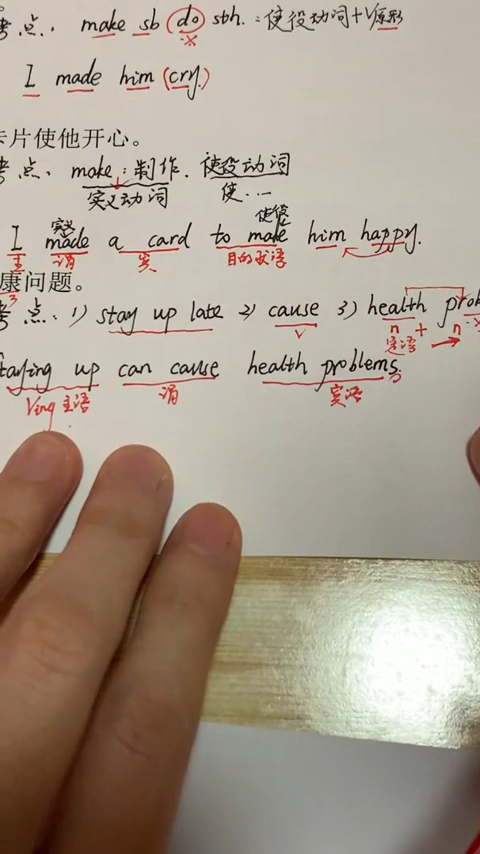 考点. make sb do sth. : 使役动词+V原形
※
I made him (cry.)
卡片使他开心。
考点. make : 制作. 使役动词
实义动词 使...
实义 使役
I made a card to make him happy.
主 谓 宾 目的状语
康问题。
考点: 1) stay up late 2) cause 3) health prob
v n + n
定语
Staying up can cause health problems.
Ving 主语 谓 宾语